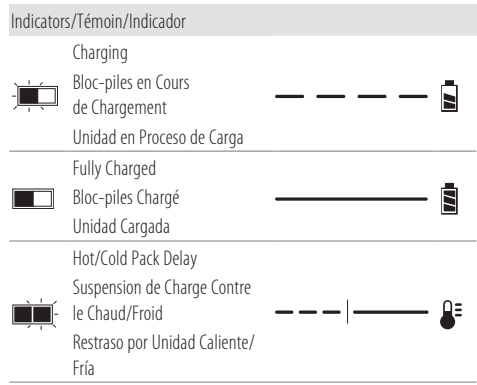 Indicators/Témoin/Indicador
Charging
Bloc-piles en Cours
de Chargement
Unidad en Proceso de Carga
Fully Charged
Bloc-piles Chargé
Unidad Cargada
Hot/Cold Pack Delay
Suspension de Charge Contre
le Chaud/Froid
Restraso por Unidad Caliente/
Fría